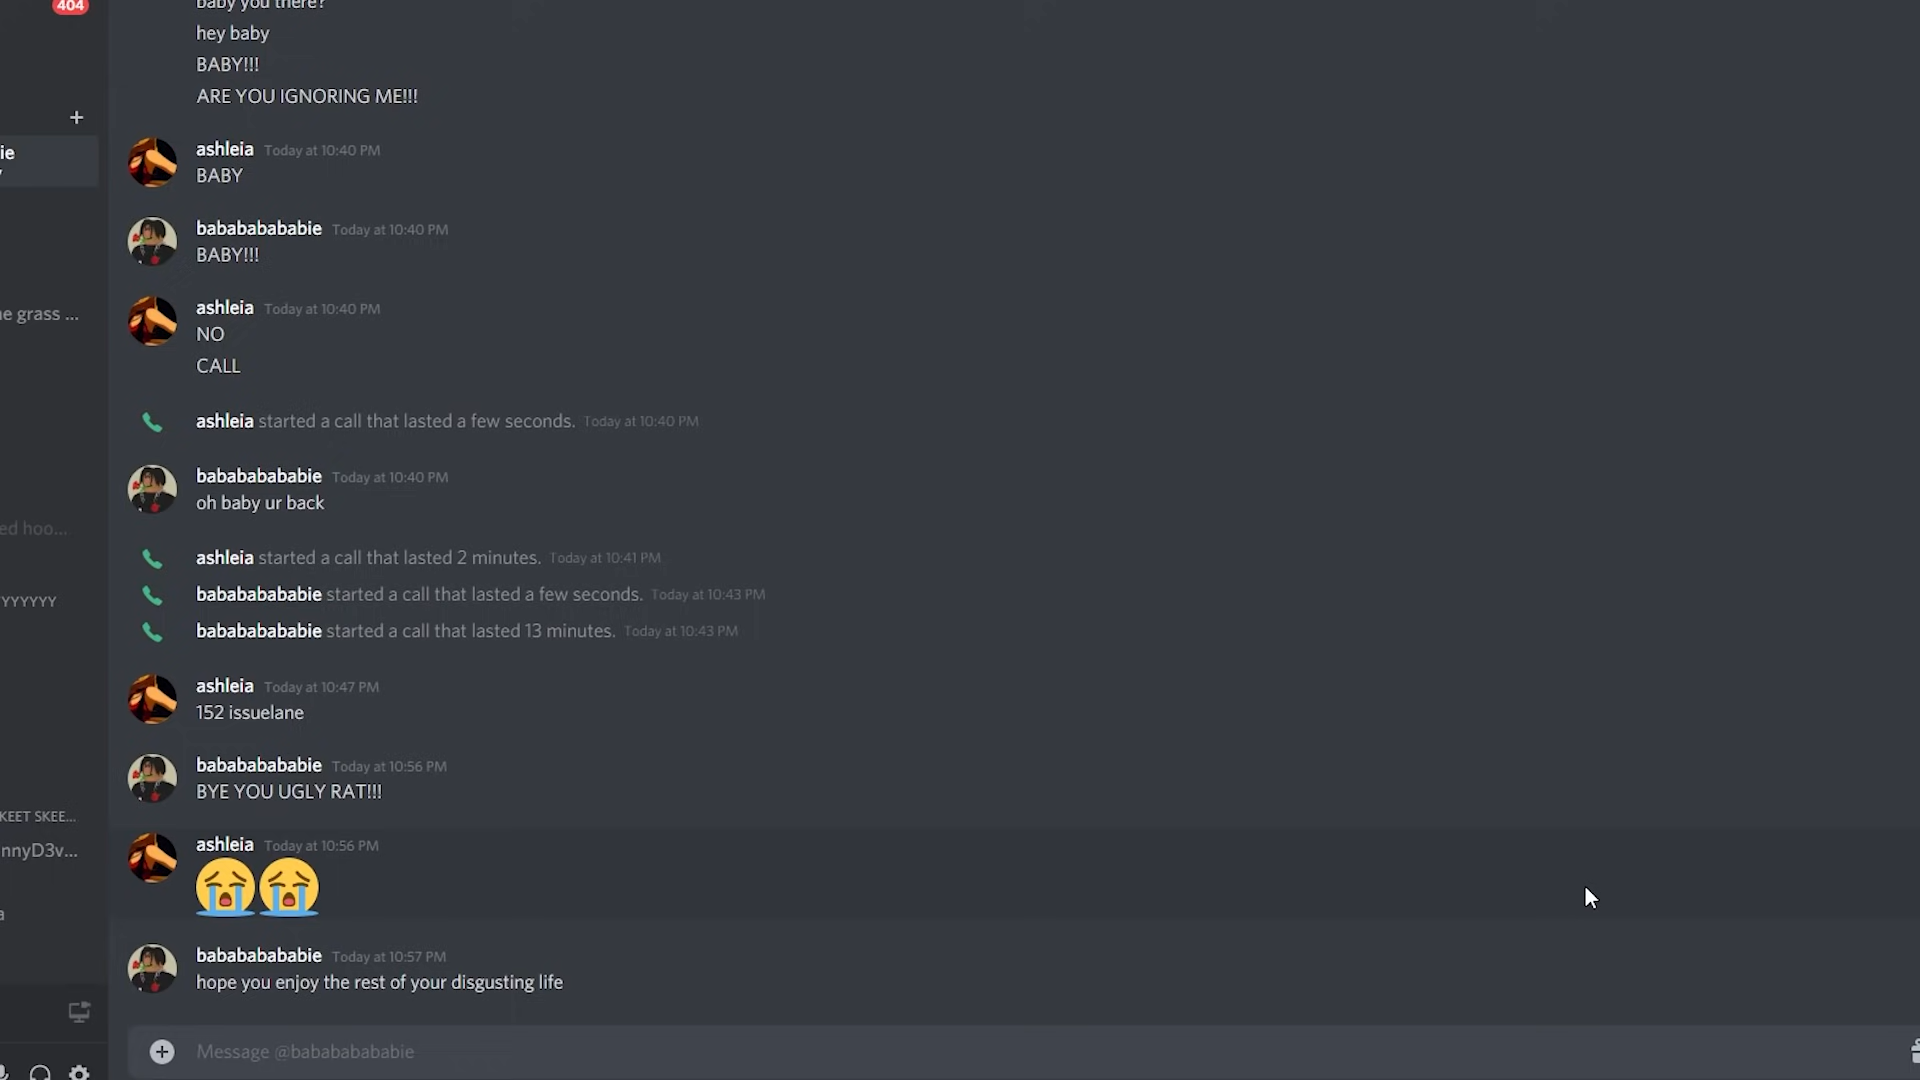 404
baby you there?
hey baby
BABY!!!
ARE YOU IGNORING ME!!!
ie
ashleia Today at 10:40 PM
BABY
babababababie Today at 10:40 PM
BABY!!!
ashleia Today at 10:40 PM
NO
e grass ...
CALL
ashleia started a call that lasted a few seconds. Today at 10:40 PM
babababababie Today at 10:40 PM
oh baby ur back
ed hoo...
ashleia started a call that lasted 2 minutes. Today at 10:41 PM
babababababie started a call that lasted a few seconds. Today at 10:43 PM
YYYYYY
babababababie started a call that lasted 13 minutes. Today at 10:43 PM
ashleia Today at 10:47 PM
152 issuelane
babababababie Today at 10:56 PM
BYE YOU UGLY RAT!!!
KEET SKEE...
ashleia Today at 10:56 PM
nnyD3v...
a
babababababie Today at 10:57 PM
hope you enjoy the rest of your disgusting life
Message @babababababie